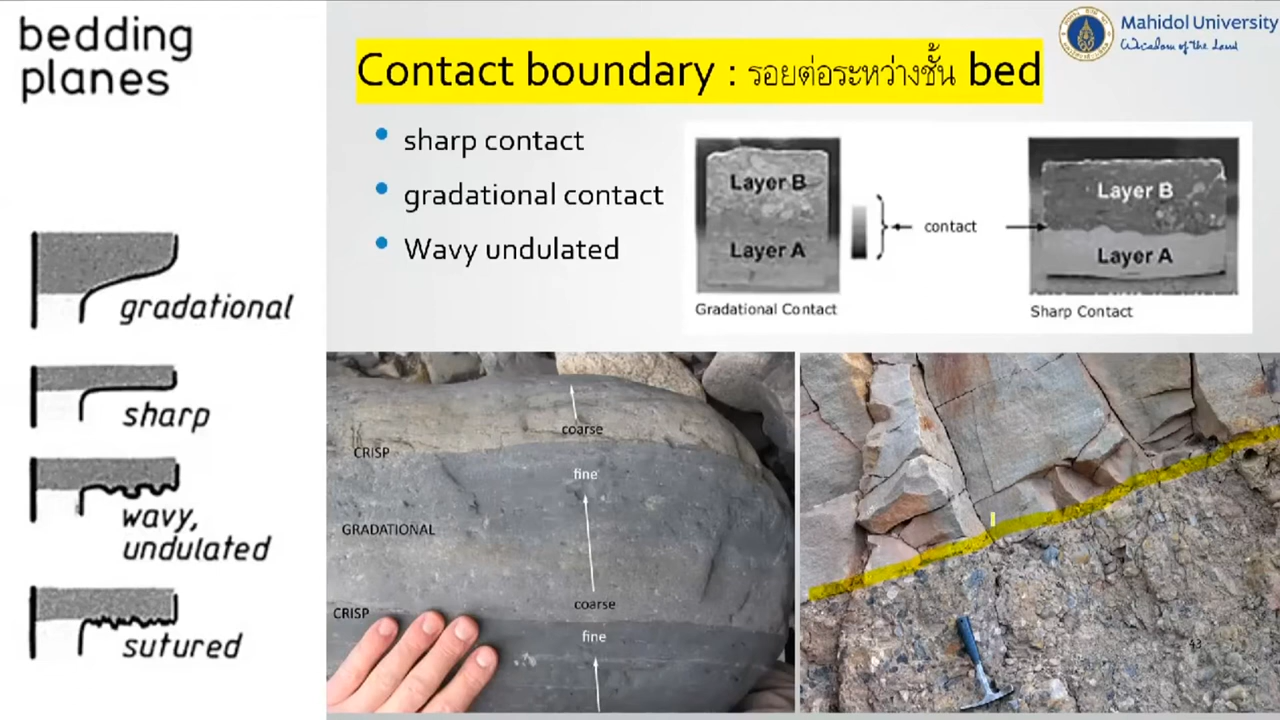 bedding
planes
gradational
sharp
wavy,
undulated
sutured
Contact boundary : รอยต่อระหว่างชั้น bed
Mahidol University
Wisdom of the Land
• sharp contact
• gradational contact
• Wavy undulated
Layer B
Layer A
Gradational Contact
contact
Layer B
Layer A
Sharp Contact
coarse
CRISP
fine
GRADATIONAL
coarse
CRISP
fine
43